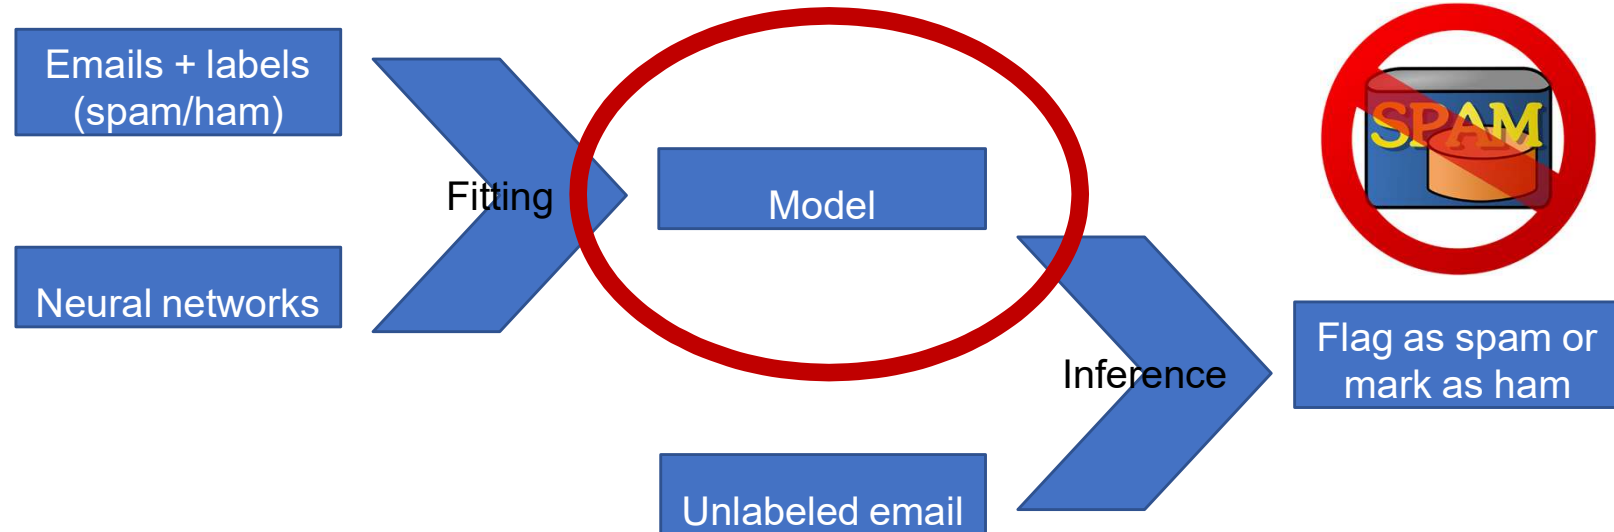 Emails + labels
(spam/ham)
Fitting
Neural networks
Model
Inference
Unlabeled email
SPAM
Flag as spam or
mark as ham